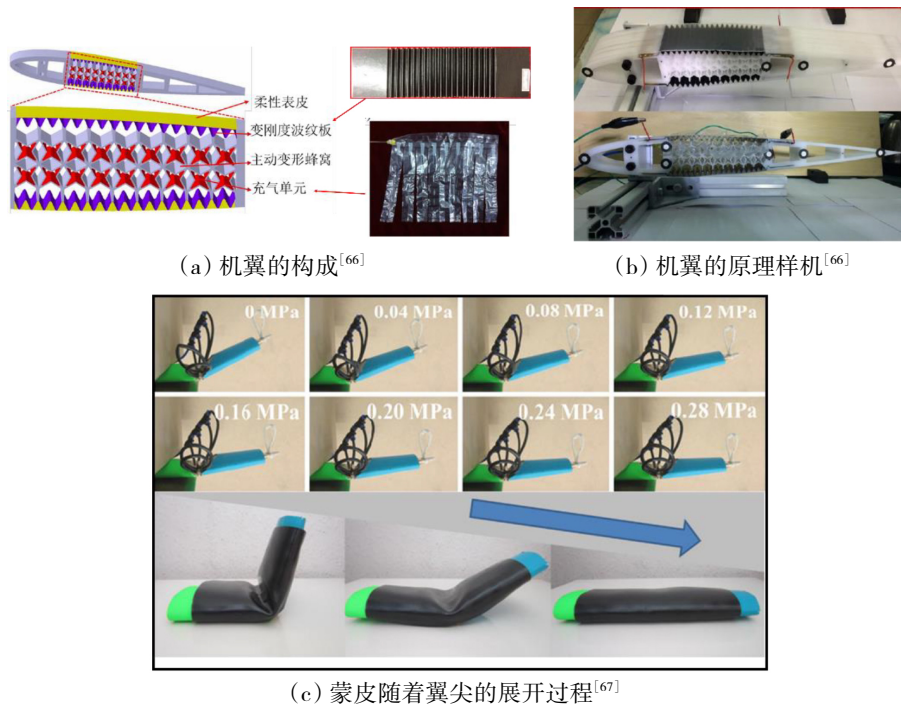 柔性表皮
变刚度波纹板
主动变形蜂窝
充气单元
(a) 机翼的构成[66]
(b) 机翼的原理样机[66]
0 MPa
0.04 MPa
0.08 MPa
0.12 MPa
0.16 MPa
0.20 MPa
0.24 MPa
0.28 MPa
(c) 蒙皮随着翼尖的展开过程[67]